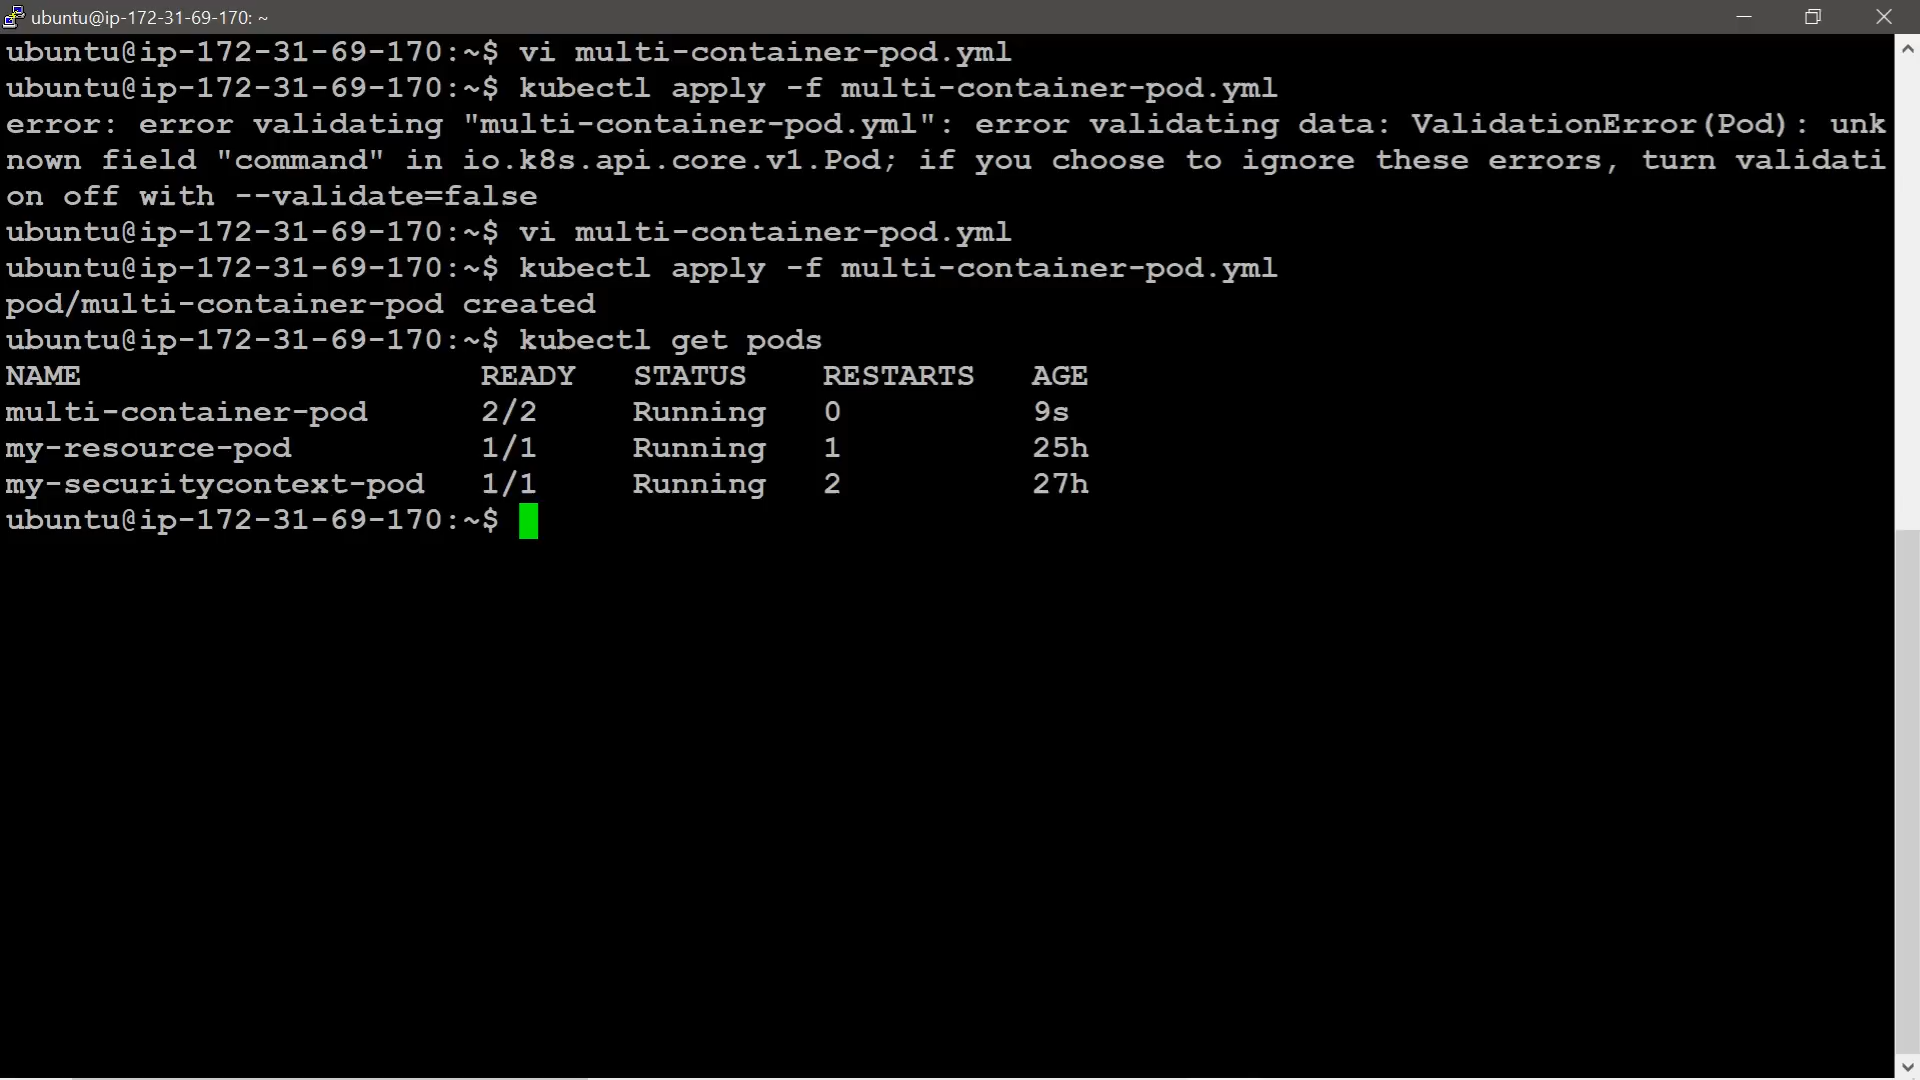 ubuntu@ip-172-31-69-170: ~
ubuntu@ip-172-31-69-170:~$ vi multi-container-pod.yml
ubuntu@ip-172-31-69-170:~$ kubectl apply -f multi-container-pod.yml
error: error validating "multi-container-pod.yml": error validating data: ValidationError(Pod): unk
nown field "command" in io.k8s.api.core.v1.Pod; if you choose to ignore these errors, turn validati
on off with --validate=false
ubuntu@ip-172-31-69-170:~$ vi multi-container-pod.yml
ubuntu@ip-172-31-69-170:~$ kubectl apply -f multi-container-pod.yml
pod/multi-container-pod created
ubuntu@ip-172-31-69-170:~$ kubectl get pods
NAME                     READY   STATUS    RESTARTS   AGE
multi-container-pod      2/2     Running   0          9s
my-resource-pod          1/1     Running   1          25h
my-securitycontext-pod   1/1     Running   2          27h
ubuntu@ip-172-31-69-170:~$